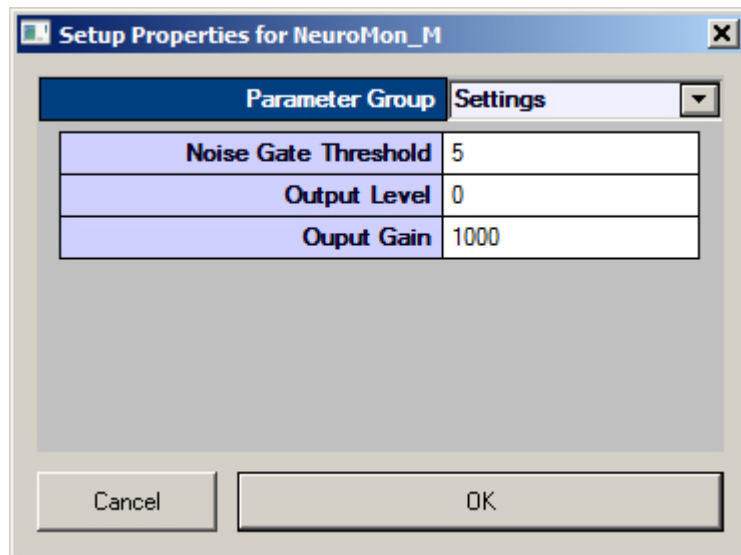 Setup Properties for NeuroMon_M
Parameter Group Settings
Noise Gate Threshold 5
Output Level 0
Ouput Gain 1000
Cancel OK